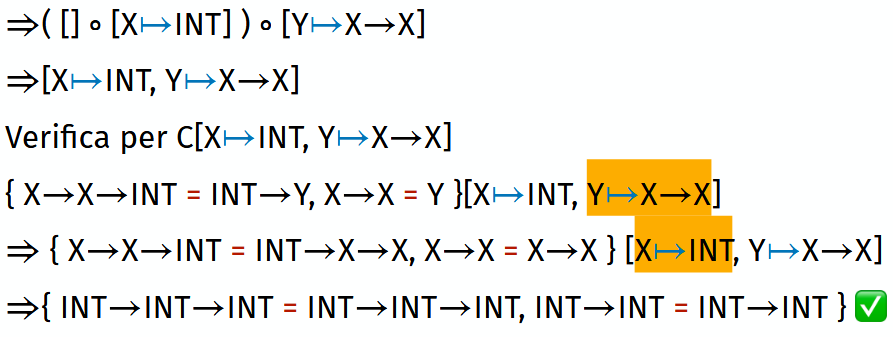 ⇒( [] ∘ [X↦INT] ) ∘ [Y↦X→X]
⇒[X↦INT, Y↦X→X]
Verifica per C[X↦INT, Y↦X→X]
{ X→X→INT = INT→Y, X→X = Y }[X↦INT, Y↦X→X]
⇒ { X→X→INT = INT→X→X, X→X = X→X } [X↦INT, Y↦X→X]
⇒{ INT→INT→INT = INT→INT→INT, INT→INT = INT→INT } ✅